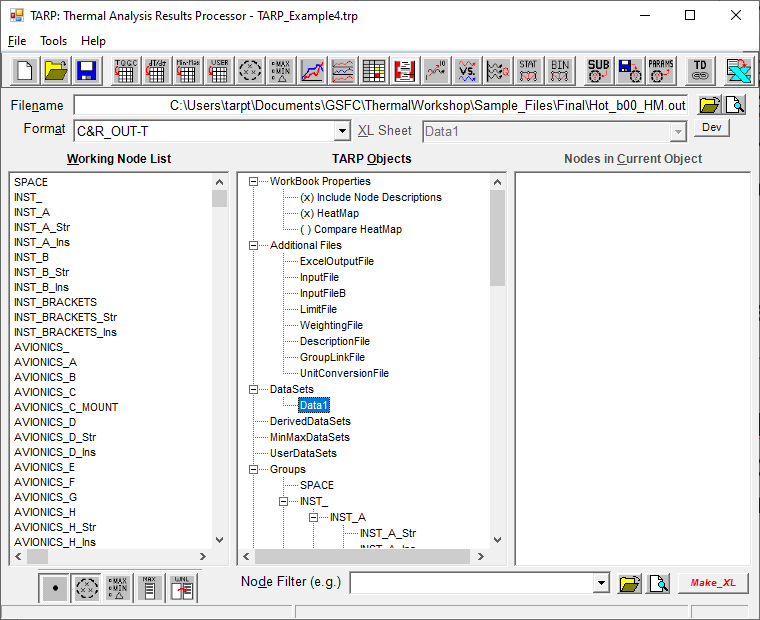 TARP: Thermal Analysis Results Processor - TARP_Example4.trp
File Tools Help
TQGC dT/dt Min-Max USER MAX MIN VS. Q STAT BIN SUB b00 PARAMS TD
Filename C:\Users\tarpt\Documents\GSFC\ThermalWorkshop\Sample_Files\Final\Hot_b00_HM.out
Format C&R_OUT-T XL Sheet Data1 Dev
Working Node List TARP Objects Nodes in Current Object
SPACE
INST_
INST_A
INST_A_Str
INST_A_Ins
INST_B
INST_B_Str
INST_B_Ins
INST_BRACKETS
INST_BRACKETS_Str
INST_BRACKETS_Ins
AVIONICS_
AVIONICS_A
AVIONICS_B
AVIONICS_C
AVIONICS_C_MOUNT
AVIONICS_D
AVIONICS_D_Str
AVIONICS_D_Ins
AVIONICS_E
AVIONICS_F
AVIONICS_G
AVIONICS_H
AVIONICS_H_Str
AVIONICS_H_Ins
WorkBook Properties
(x) Include Node Descriptions
(x) HeatMap
( ) Compare HeatMap
Additional Files
ExcelOutputFile
InputFile
InputFileB
LimitFile
WeightingFile
DescriptionFile
GroupLinkFile
UnitConversionFile
DataSets
Data1
DerivedDataSets
MinMaxDataSets
UserDataSets
Groups
SPACE
INST_
INST_A
INST_A_Str
INST_A_Ins
MAX MIN MAX WNL
Node Filter (e.g.) Make_XL